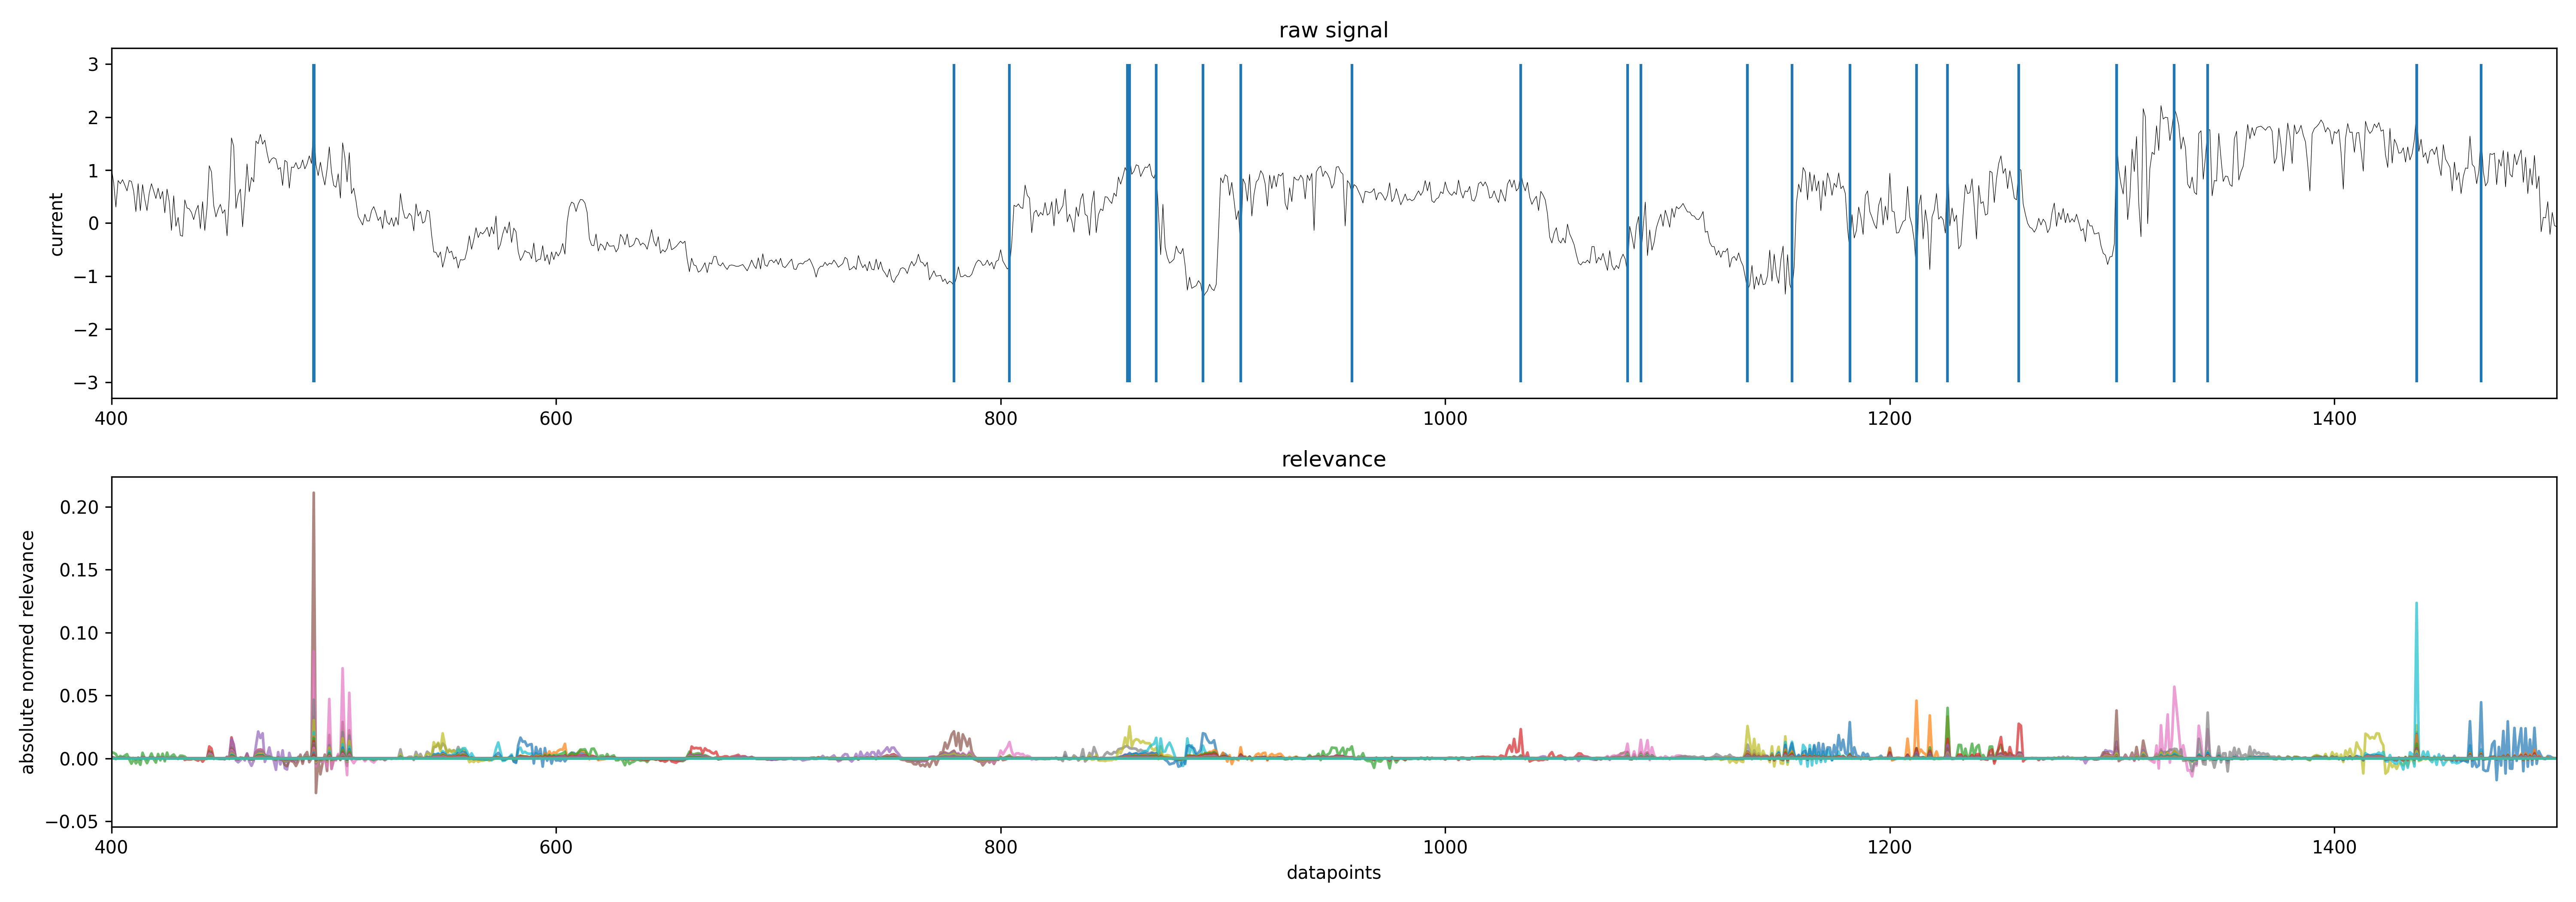 raw signal
3
2
1
0
−1
−2
−3
current
400 600 800 1000 1200 1400
relevance
0.20
0.15
0.10
0.05
0.00
−0.05
absolute normed relevance
400 600 800 1000 1200 1400
datapoints